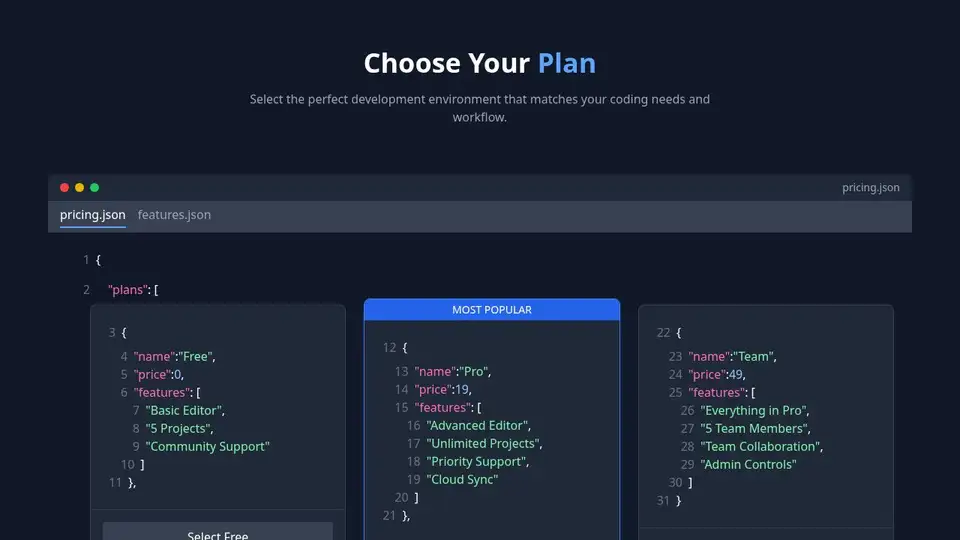 Choose Your Plan
Select the perfect development environment that matches your coding needs and
workflow.
pricing.json
pricing.json features.json
1 {
2 "plans": [
3 {
4 "name":"Free",
5 "price":0,
6 "features": [
7 "Basic Editor",
8 "5 Projects",
9 "Community Support"
10 ]
11 },
Select Free
MOST POPULAR
12 {
13 "name":"Pro",
14 "price":19,
15 "features": [
16 "Advanced Editor",
17 "Unlimited Projects",
18 "Priority Support",
19 "Cloud Sync"
20 ]
21 },
22 {
23 "name":"Team",
24 "price":49,
25 "features": [
26 "Everything in Pro",
27 "5 Team Members",
28 "Team Collaboration",
29 "Admin Controls"
30 ]
31 }